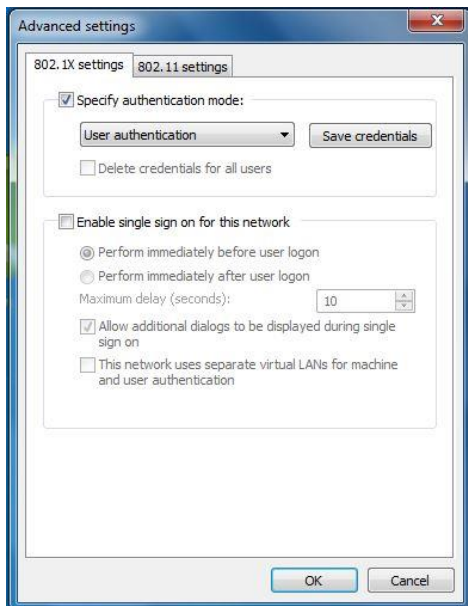 Advanced settings
802.1X settings 802.11 settings
Specify authentication mode:
User authentication Save credentials
Delete credentials for all users
Enable single sign on for this network
Perform immediately before user logon
Perform immediately after user logon
Maximum delay (seconds): 10
Allow additional dialogs to be displayed during single
sign on
This network uses separate virtual LANs for machine
and user authentication
OK Cancel